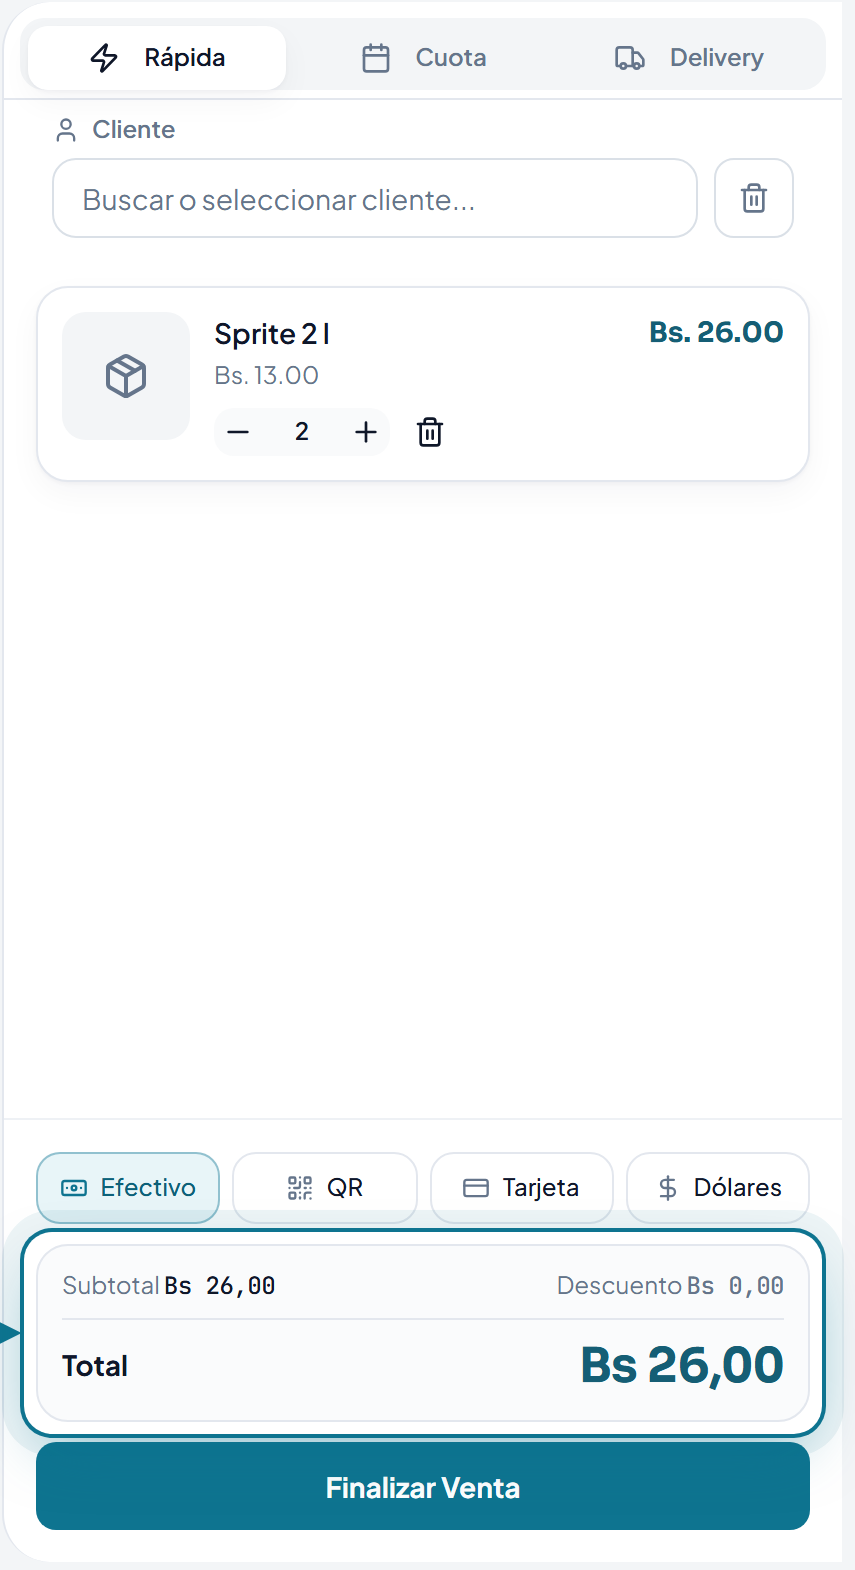 Rápida Cuota Delivery
Cliente
Buscar o seleccionar cliente...
Sprite 2 l Bs. 26.00
Bs. 13.00
2
Efectivo QR Tarjeta Dólares
Subtotal Bs 26,00 Descuento Bs 0,00
Total Bs 26,00
Finalizar Venta